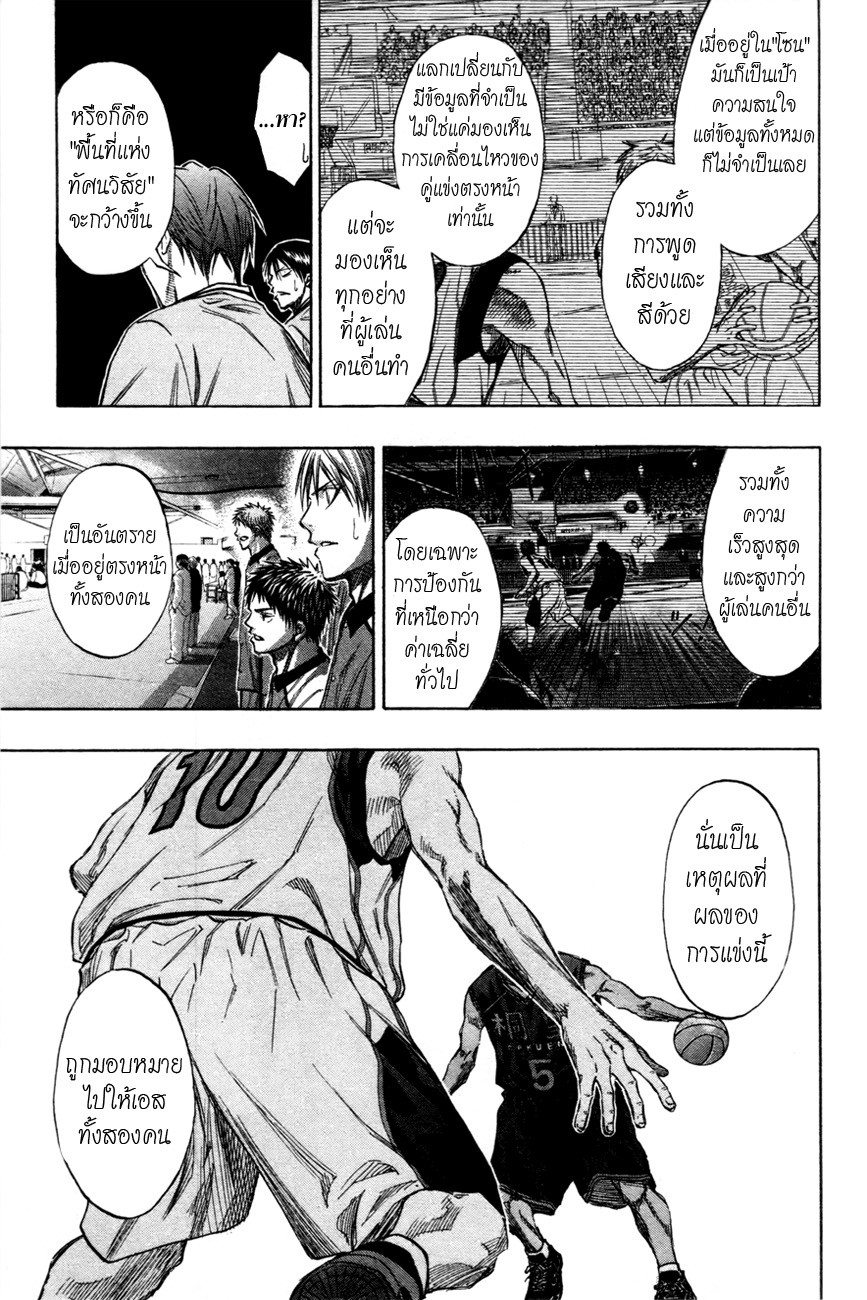 เมื่ออยู่ใน"โซน"
มันก็เป็นเป้า
ความสนใจ
แต่ข้อมูลทั้งหมด
ก็ไม่จำเป็นเลย
รวมทั้ง
การพูด
เสียงและ
สีด้วย
แลกเปลี่ยนกับ
มีข้อมูลที่จำเป็น
ไม่ใช่แค่มองเห็น
การเคลื่อนไหวของ
คู่แข่งตรงหน้า
เท่านั้น
แต่จะ
มองเห็น
ทุกอย่าง
ที่ผู้เล่น
คนอื่นทำ
...หา?
หรือก็คือ
"พื้นที่แห่ง
ทัศนวิสัย"
จะกว้างขึ้น
รวมทั้ง
ความ
เร็วสูงสุด
และสูงกว่า
ผู้เล่นคนอื่น
โดยเฉพาะ
การป้องกัน
ที่เหนือกว่า
ค่าเฉลี่ย
ทั่วไป
เป็นอันตราย
เมื่ออยู่ตรงหน้า
ทั้งสองคน
นั่นเป็น
เหตุผลที่
ผลของ
การแข่งนี้
10
桐
5
ถูกมอบหมาย
ไปให้เอส
ทั้งสองคน